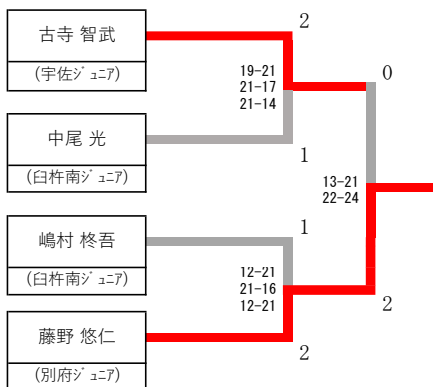 古寺 智武
(宇佐ｼﾞｭﾆｱ)
2
19-21
21-17
21-14
0
中尾 光
(臼杵南ｼﾞｭﾆｱ)
1
13-21
22-24
嶋村 柊吾
(臼杵南ｼﾞｭﾆｱ)
1
12-21
21-16
12-21
2
藤野 悠仁
(別府ｼﾞｭﾆｱ)
2